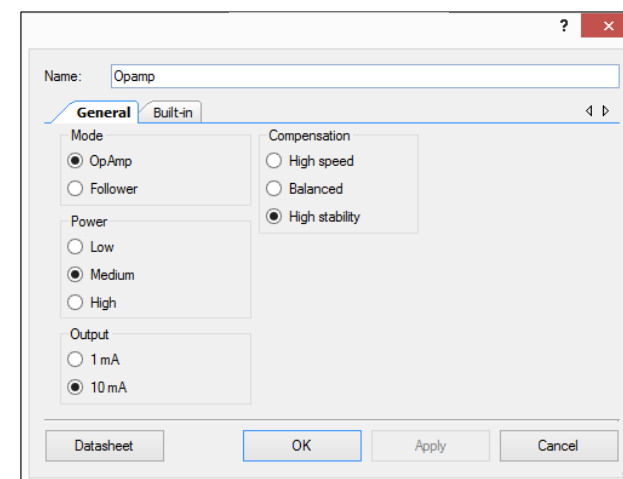 ?
×
Name: Opamp
General Built-in
Mode
OpAmp
Follower
Compensation
High speed
Balanced
High stability
Power
Low
Medium
High
Output
1 mA
10 mA
Datasheet OK Apply Cancel